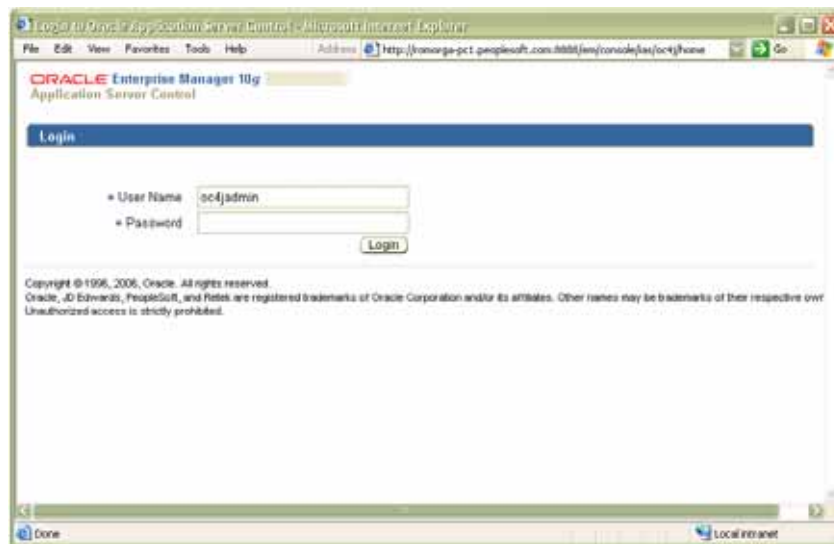 Login to Oracle Application Server Control - Microsoft Internet Explorer
File Edit View Favorites Tools Help Address http://ramorga-pc1.peoplesoft.com:8888/em/console/ias/oc4j/home Go
ORACLE Enterprise Manager 10g
Application Server Control
Login
* User Name oc4jadmin
* Password
Login
Copyright © 1996, 2006, Oracle. All rights reserved.
Oracle, JD Edwards, PeopleSoft, and Retek are registered trademarks of Oracle Corporation and/or its affiliates. Other names may be trademarks of their respective owr
Unauthorized access is strictly prohibited.
Done Local intranet